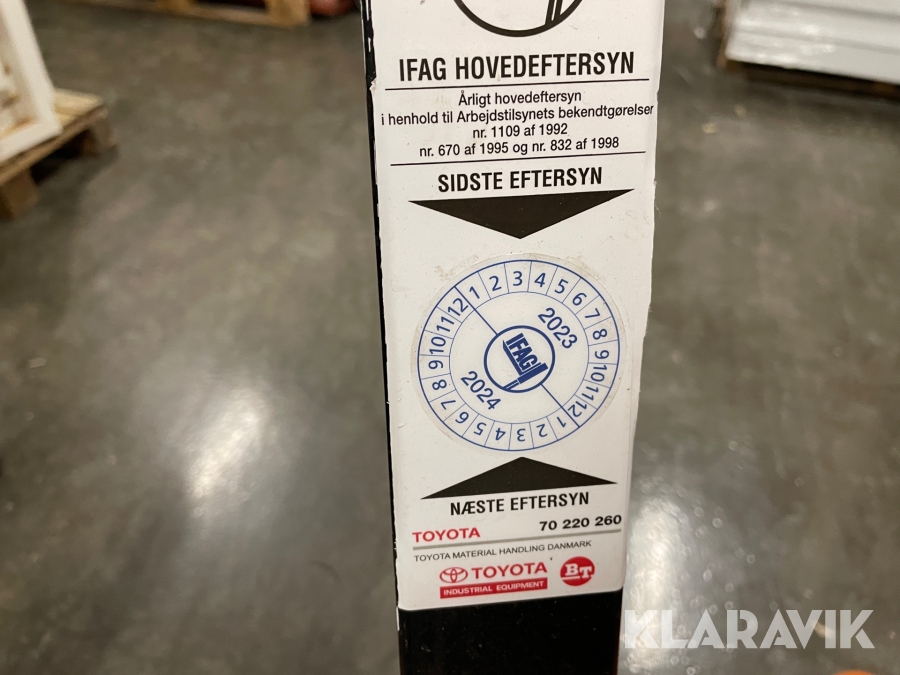 IFAG HOVEDEFTERSYN
Årligt hovedeftersyn
i henhold til Arbejdstilsynets bekendtgørelser
nr. 1109 af 1992
nr. 670 af 1995 og nr. 832 af 1998
SIDSTE EFTERSYN
1 2 3 4 5 6 7 8 9 10 11 12
2023
IFAG
2024
1 2 3 4 5 6 7 8 9 10 11 12
NÆSTE EFTERSYN
TOYOTA 70 220 260
TOYOTA MATERIAL HANDLING DANMARK
TOYOTA BT
INDUSTRIAL EQUIPMENT
KLARAVIK